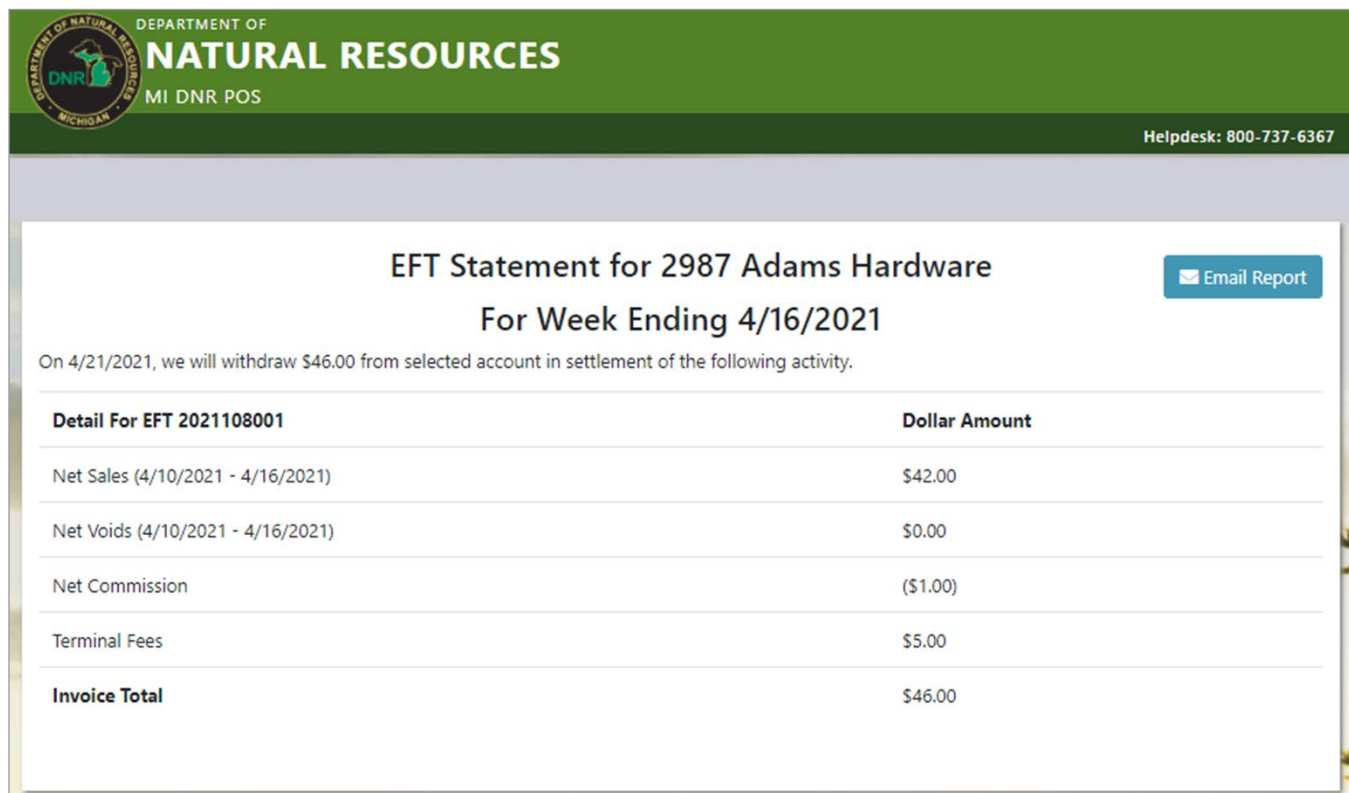 DEPARTMENT OF
NATURAL RESOURCES
MI DNR POS
DEPARTMENT OF NATURAL RESOURCES
DNR
MICHIGAN
Helpdesk: 800-737-6367
EFT Statement for 2987 Adams Hardware
Email Report
For Week Ending 4/16/2021
On 4/21/2021, we will withdraw $46.00 from selected account in settlement of the following activity.
Detail For EFT 2021108001 Dollar Amount
Net Sales (4/10/2021 - 4/16/2021) $42.00
Net Voids (4/10/2021 - 4/16/2021) $0.00
Net Commission ($1.00)
Terminal Fees $5.00
Invoice Total $46.00